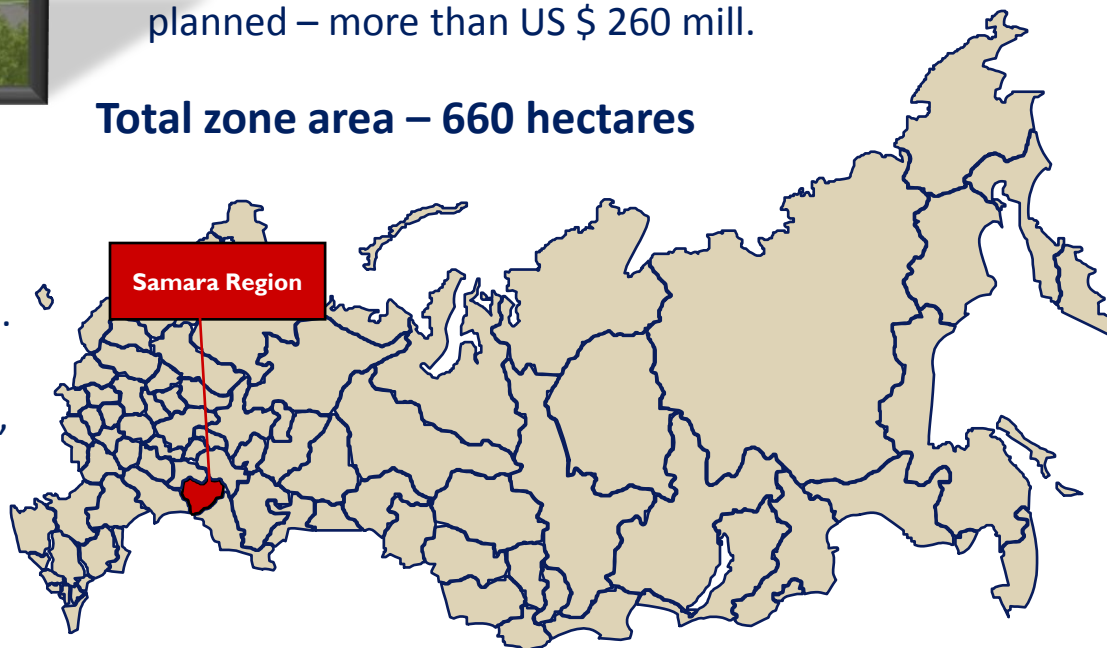 planned – more than US $ 260 mill.
Total zone area – 660 hectares
Samara Region
.
,